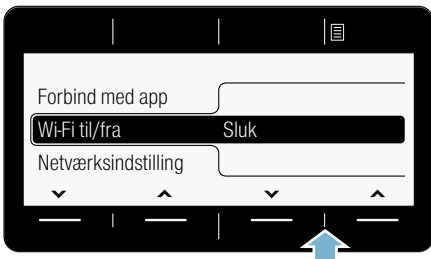 Forbind med app
Wi-Fi til/fra Sluk
Netværksindstilling